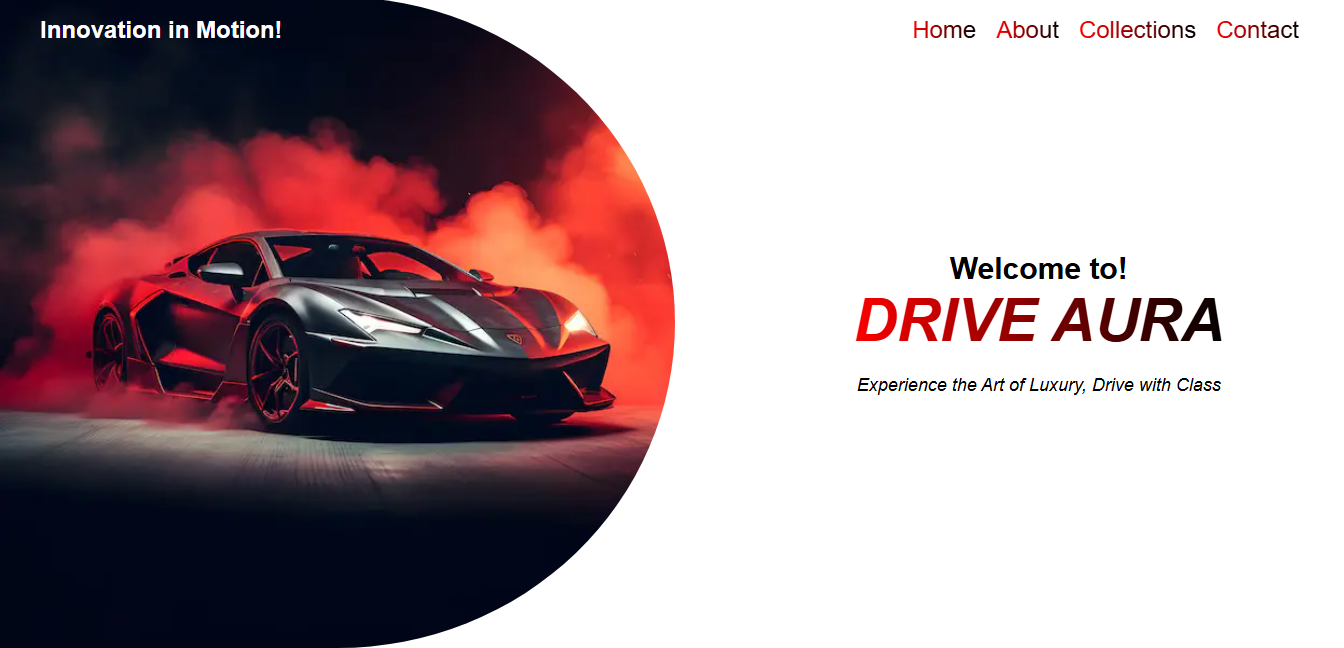 Innovation in Motion!
Home About Collections Contact
Welcome to!
DRIVE AURA
Experience the Art of Luxury, Drive with Class